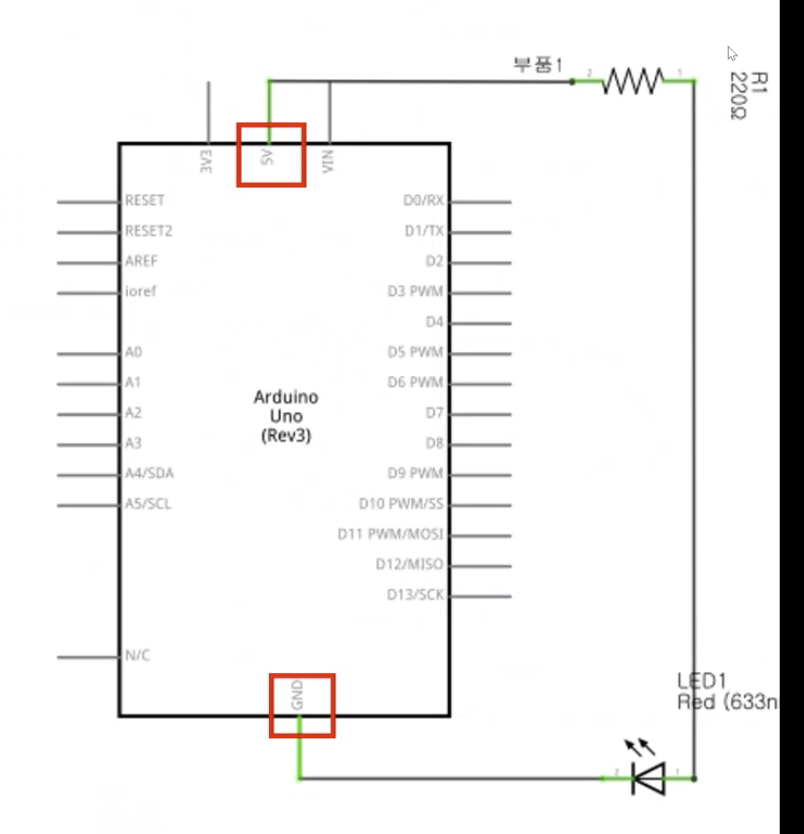 부품1
2
1
R1
220Ω
3V3
5V
VIN
RESET
D0/RX
RESET2
D1/TX
AREF
D2
ioref
D3 PWM
D4
A0
D5 PWM
A1
D6 PWM
A2
D7
A3
D8
A4/SDA
D9 PWM
A5/SCL
D10 PWM/SS
D11 PWM/MOSI
D12/MISO
D13/SCK
N/C
Arduino
Uno
(Rev3)
GND
LED1
Red (633n
2
1